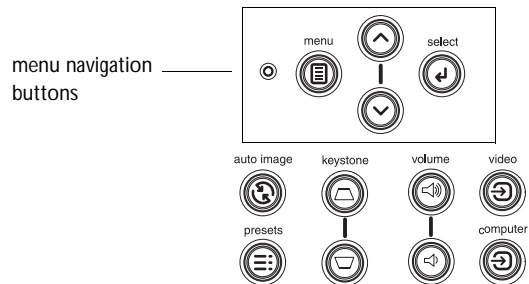 menu navigation
buttons
menu
select
auto image
keystone
volume
video
presets
computer